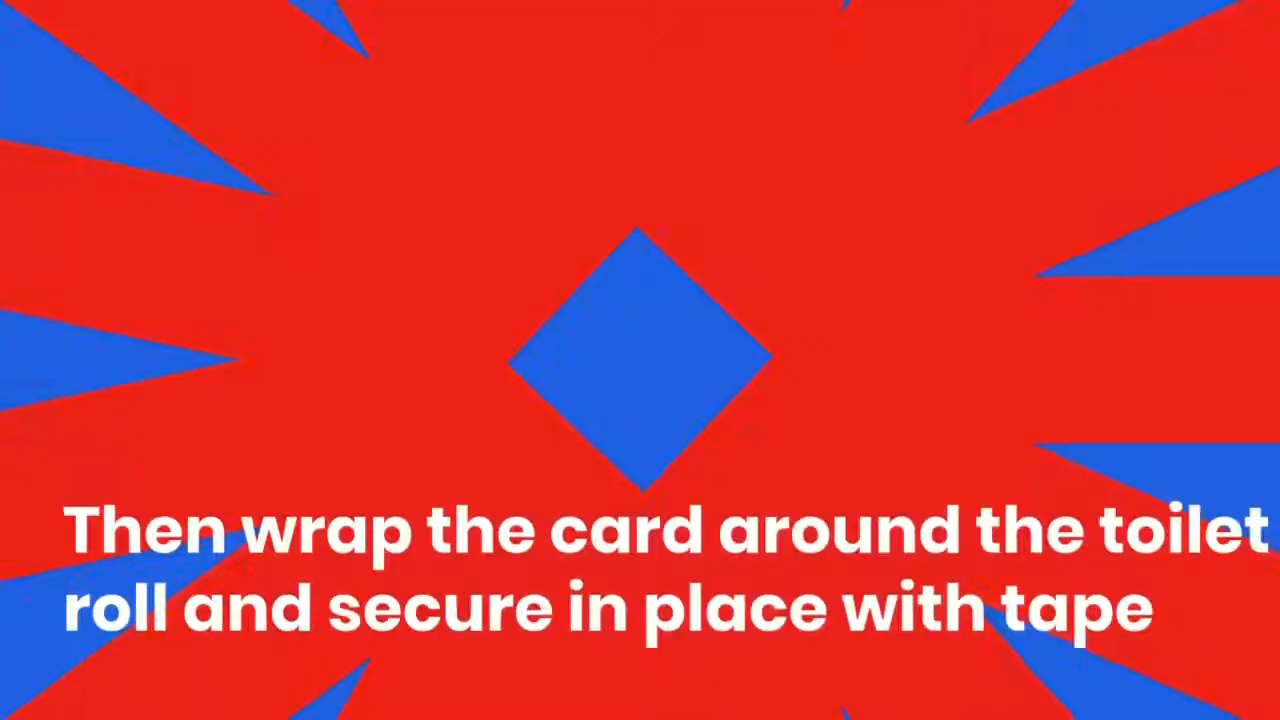 Then wrap the card around the toilet
roll and secure in place with tape